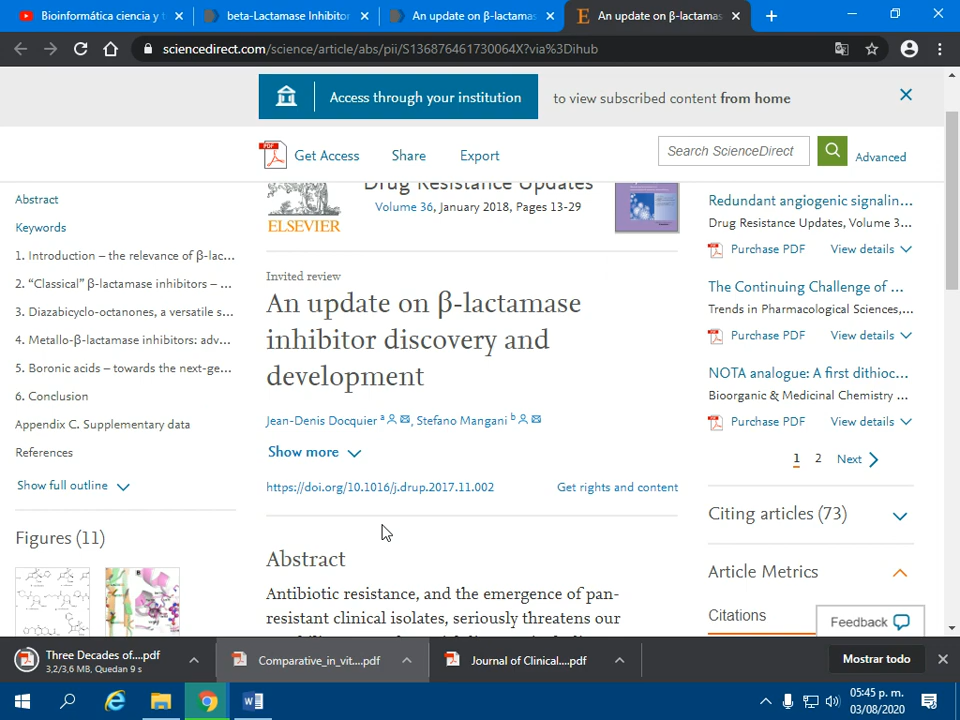 Bioinformática ciencia y
beta-Lactamase Inhibitor
An update on β-lactamas
An update on β-lactamas
sciencedirect.com/science/article/abs/pii/S136876461730064X?via%3Dihub
Access through your institution
to view subscribed content from home
Get Access
Share
Export
Search ScienceDirect
Advanced
Abstract
Keywords
1. Introduction – the relevance of β-lac...
2. “Classical” β-lactamase inhibitors – ...
3. Diazabicyclo-octanones, a versatile s...
4. Metallo-β-lactamase inhibitors: adv...
5. Boronic acids – towards the next-ge...
6. Conclusion
Appendix C. Supplementary data
References
Show full outline
Figures (11)
ELSEVIER
Drug Resistance Updates
Volume 36, January 2018, Pages 13-29
Invited review
An update on β-lactamase
inhibitor discovery and
development
Jean-Denis Docquier a, Stefano Mangani b
Show more
https://doi.org/10.1016/j.drup.2017.11.002
Get rights and content
Abstract
Antibiotic resistance, and the emergence of pan-
resistant clinical isolates, seriously threatens our
Redundant angiogenic signalin...
Drug Resistance Updates, Volume 3...
Purchase PDF
View details
The Continuing Challenge of ...
Trends in Pharmacological Sciences,...
Purchase PDF
View details
NOTA analogue: A first dithioc...
Bioorganic & Medicinal Chemistry ...
Purchase PDF
View details
1 2 Next
Citing articles (73)
Article Metrics
Citations
Feedback
Three Decades of....pdf
3,2/3,6 MB, Quedan 9 s
Comparative_in_vit....pdf
Journal of Clinical....pdf
Mostrar todo
05:45 p. m.
03/08/2020